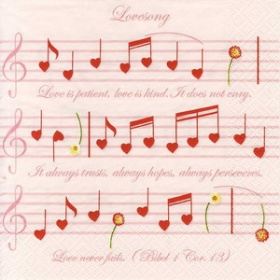 Lovesong
Love is patient, love is kind. It does not envy.
It always trusts, always hopes, always perseveres.
Love never fails. (Bibel 1 Cor. 13)